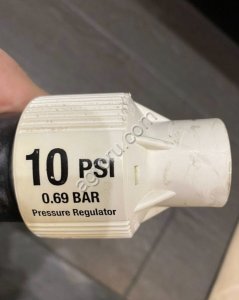 10 PSI
0.69 BAR
Pressure Regulator